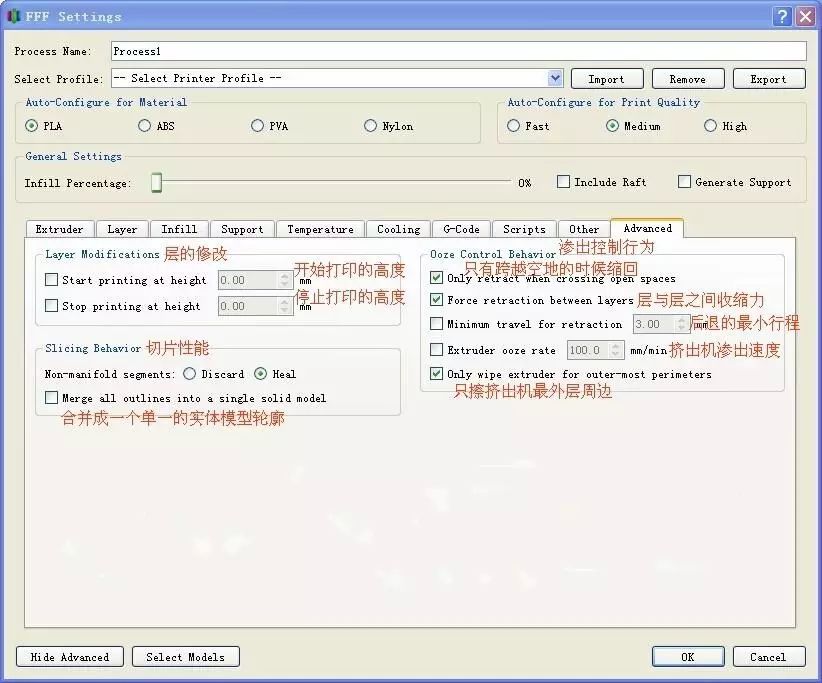 FFF Settings
Process Name: Process1
Select Profile: -- Select Printer Profile -- Import Remove Export
Auto-Configure for Material
PLA ABS PVA Nylon
Auto-Configure for Print Quality
Fast Medium High
General Settings
Infill Percentage: 0% Include Raft Generate Support
Extruder Layer Infill Support Temperature Cooling G-Code Scripts Other Advanced
Layer Modifications 层的修改
开始打印的高度
Start printing at height 0.00 mm
停止打印的高度
Stop printing at height 0.00 mm
Slicing Behavior 切片性能
Non-manifold segments: Discard Heal
Merge all outlines into a single solid model
合并成一个单一的实体模型轮廓
Ooze Control Behavior 渗出控制行为
只有跨越空地的时候缩回
Only retract when crossing open spaces
Force retraction between layers 层与层之间收缩力
Minimum travel for retraction 3.00 mm 后退的最小行程
Extruder ooze rate 100.0 mm/min 挤出机渗出速度
Only wipe extruder for outer-most perimeters
只擦挤出机最外层周边
Hide Advanced Select Models OK Cancel